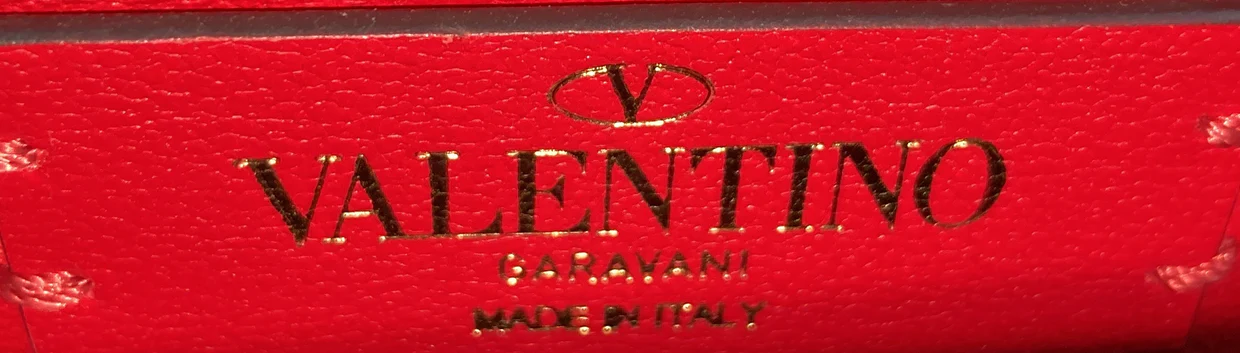 V
VALENTINO
GARAVANI
MADE IN ITALY